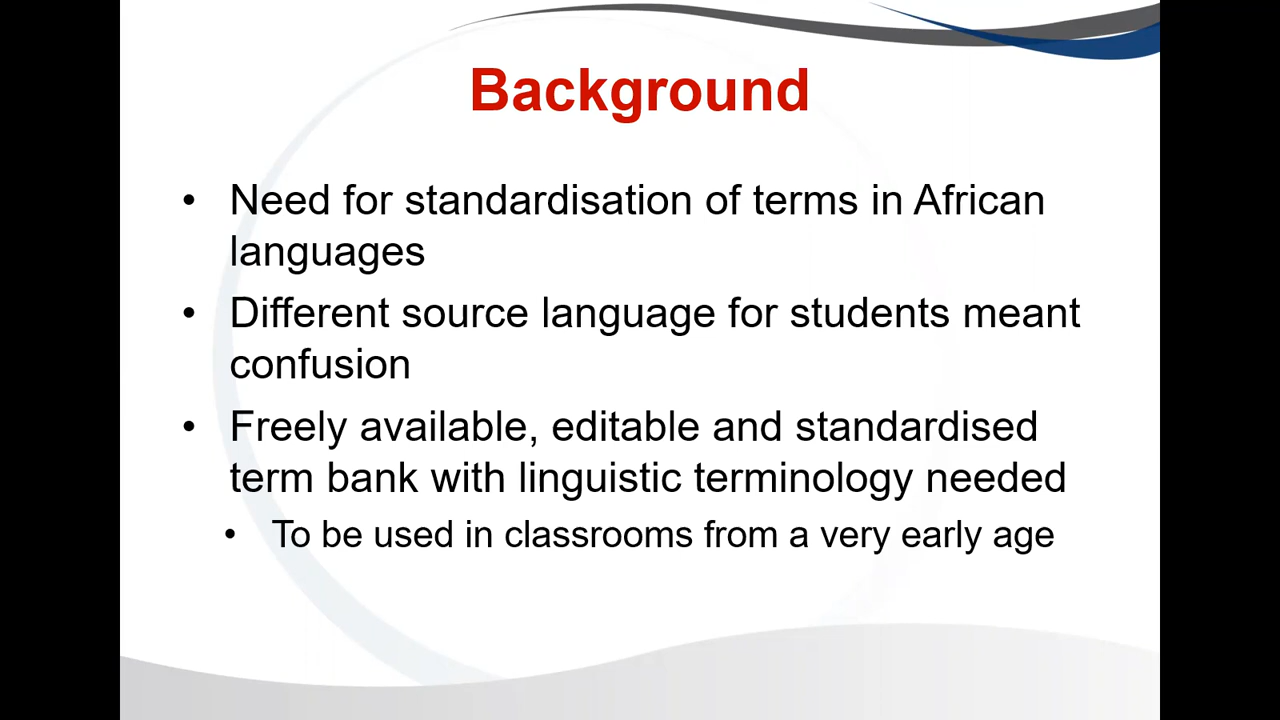 Background
• Need for standardisation of terms in African
languages
• Different source language for students meant
confusion
• Freely available, editable and standardised
term bank with linguistic terminology needed
• To be used in classrooms from a very early age